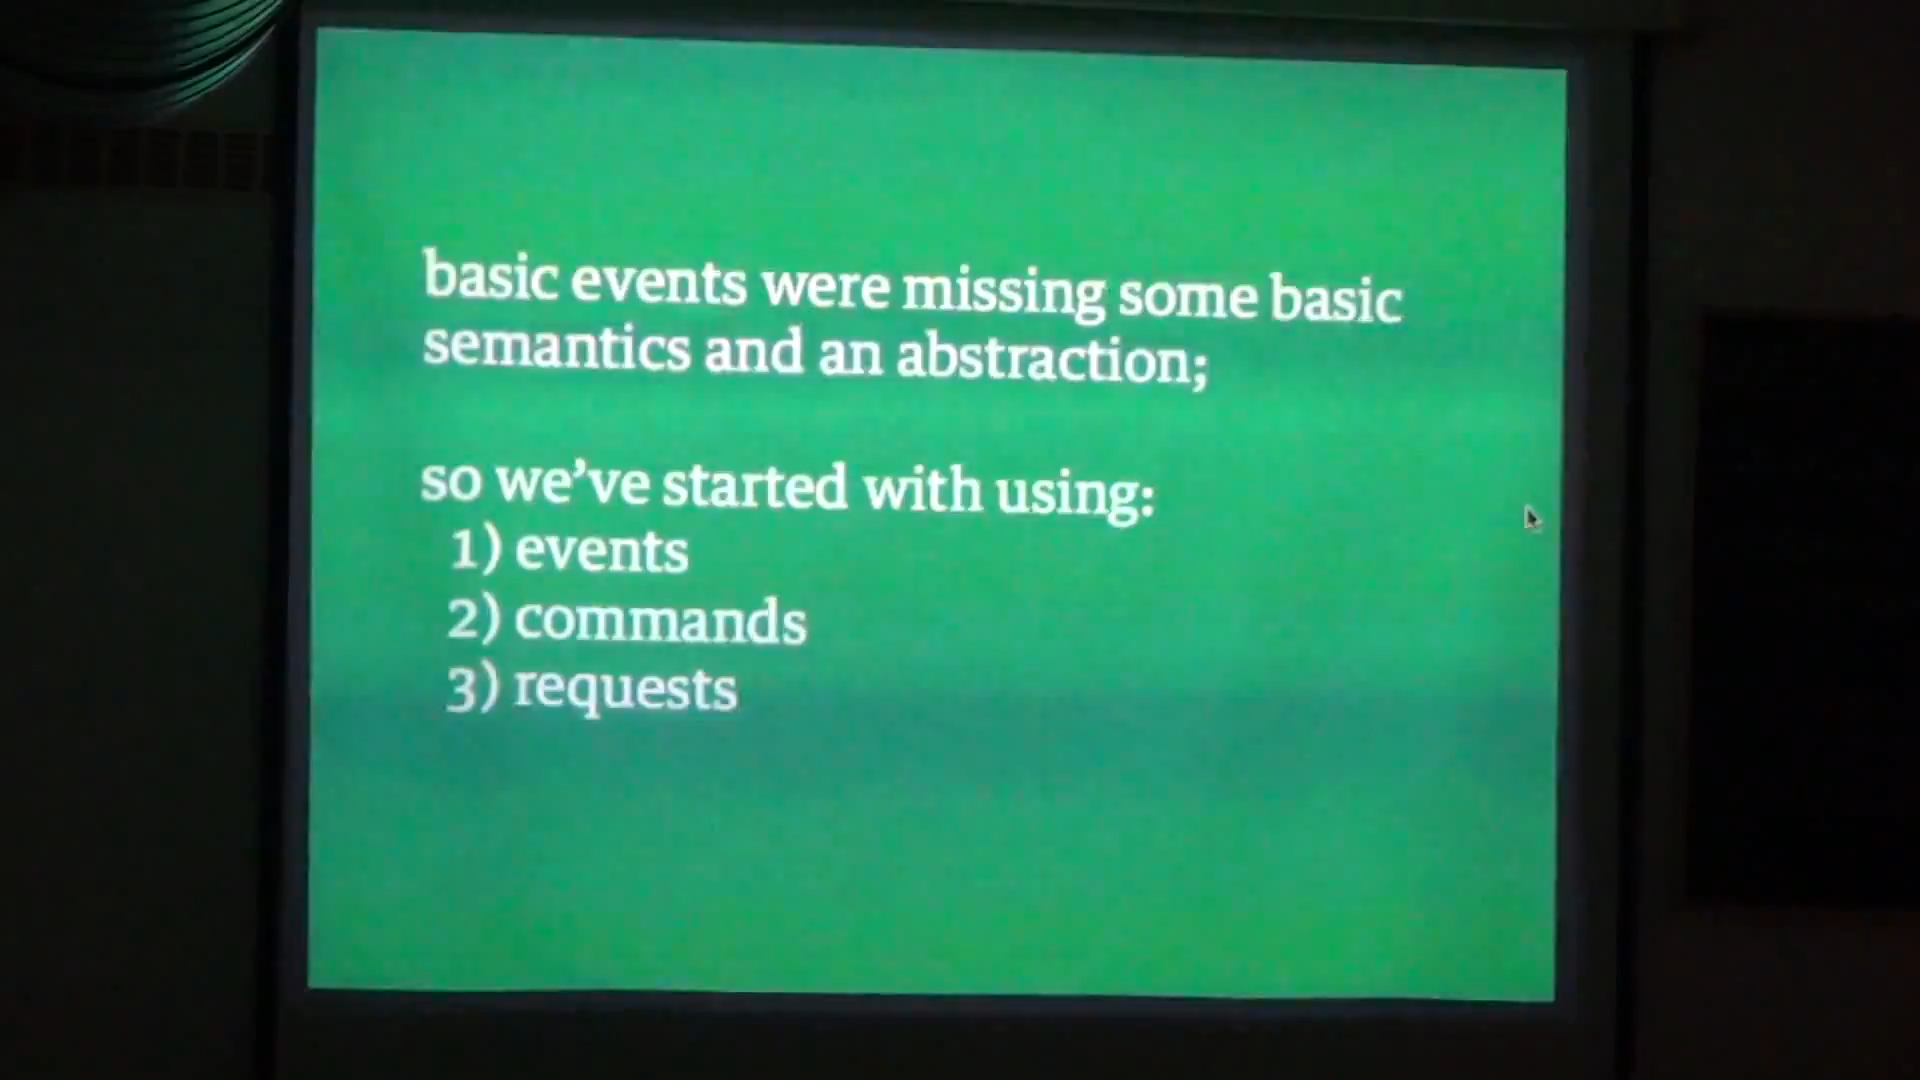 basic events were missing some basic
semantics and an abstraction;
so we've started with using:
1) events
2) commands
3) requests